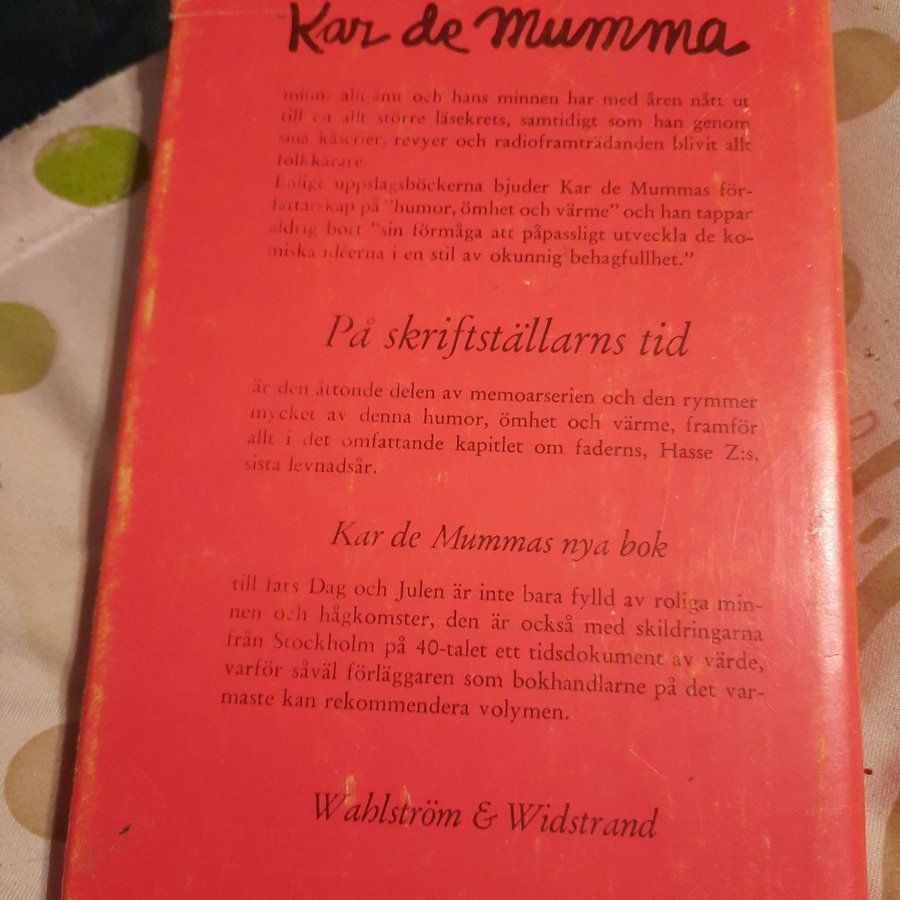 Kar de Mumma
minns alltjämt och hans minnen har med åren nått ut
till en allt större läsekrets, samtidigt som han genom
sina kåserier, revyer och radioframträdanden blivit allt
folkkärare.
Enligt uppslagsböckerna bjuder Kar de Mummas för-
fattarskap på "humor, ömhet och värme" och han tappar
aldrig bort "sin förmåga att påpassligt utveckla de ko-
miska idéerna i en stil av okunnig behagfullhet."
På skriftställarns tid
är den åttonde delen av memoarserien och den rymmer
mycket av denna humor, ömhet och värme, framför
allt i det omfattande kapitlet om faderns, Hasse Z:s,
sista levnadsår.
Kar de Mummas nya bok
till fars Dag och Julen är inte bara fylld av roliga min-
nen och hågkomster, den är också med skildringarna
från Stockholm på 40-talet ett tidsdokument av värde,
varför såväl förläggaren som bokhandlarne på det var-
maste kan rekommendera volymen.
Wahlström & Widstrand